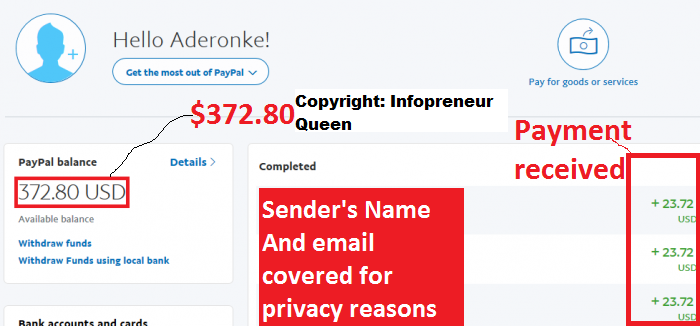 Hello Aderonke!
Get the most out of PayPal
Pay for goods or services
$372.80
Copyright: Infopreneur
Queen
Payment
received
PayPal balance
Details
372.80 USD
Available balance
Withdraw funds
Withdraw Funds using local bank
Bank accounts and cards
Completed
Sender's Name
And email
covered for
privacy reasons
+ 23.72
USD
+ 23.72
USD
+ 23.72
USD